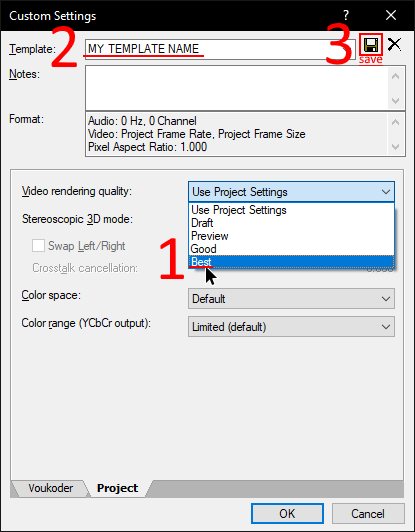 Custom Settings
?
Template:
2
MY TEMPLATE NAME
3
save
Notes:
Format:
Audio: 0 Hz, 0 Channel
Video: Project Frame Rate, Project Frame Size
Pixel Aspect Ratio: 1.000
Video rendering quality:
Use Project Settings
Use Project Settings
Draft
Preview
Good
Best
1
Stereoscopic 3D mode:
Swap Left/Right
Crosstalk cancellation:
Color space:
Default
Color range (YCbCr output):
Limited (default)
Voukoder
Project
OK
Cancel